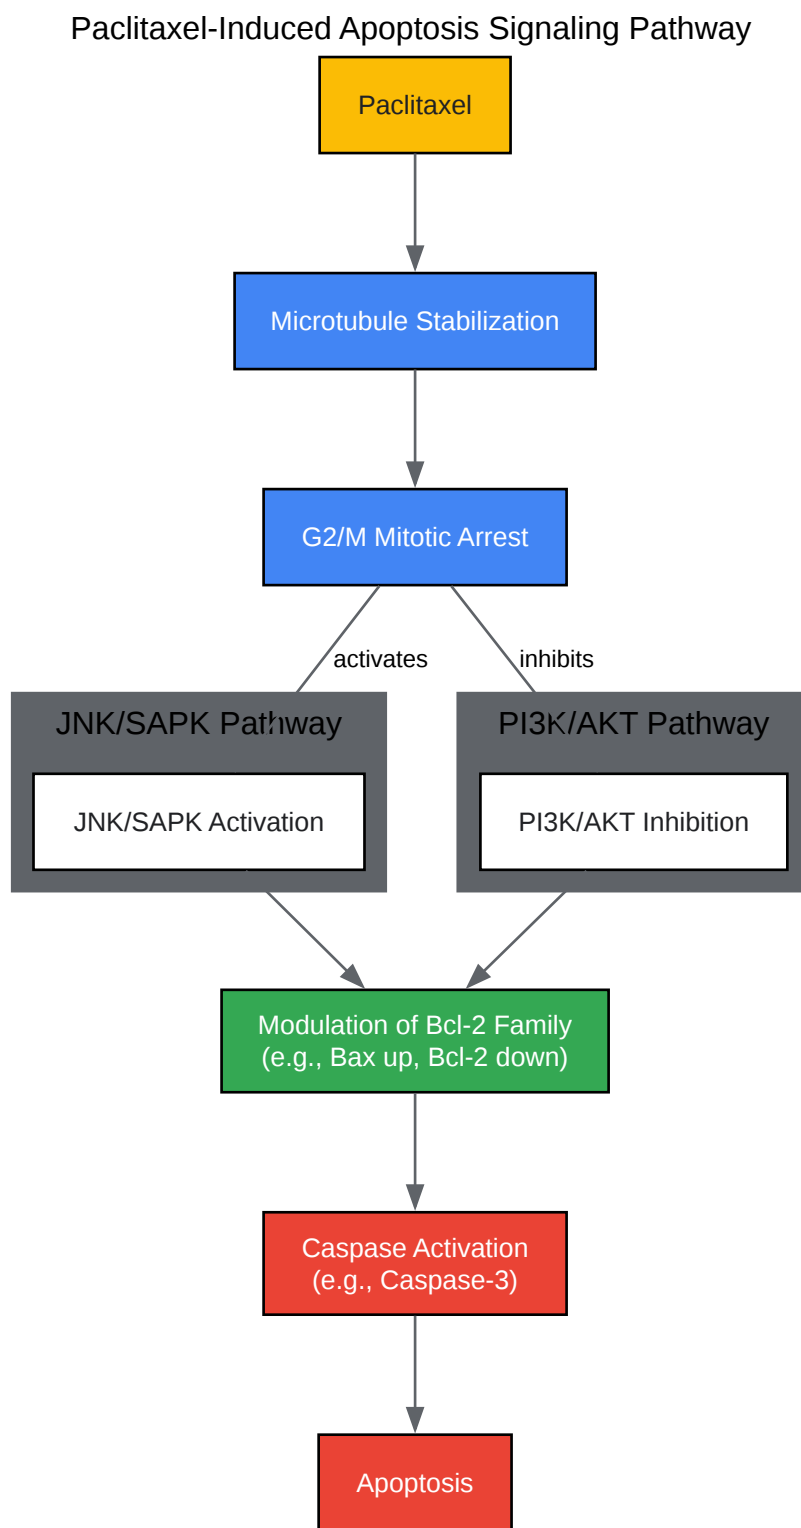 Paclitaxel-Induced Apoptosis Signaling Pathway
Paclitaxel
Microtubule Stabilization
G2/M Mitotic Arrest
activates
inhibits
JNK/SAPK Pathway
PI3K/AKT Pathway
JNK/SAPK Activation
PI3K/AKT Inhibition
Modulation of Bcl-2 Family
(e.g., Bax up, Bcl-2 down)
Caspase Activation
(e.g., Caspase-3)
Apoptosis